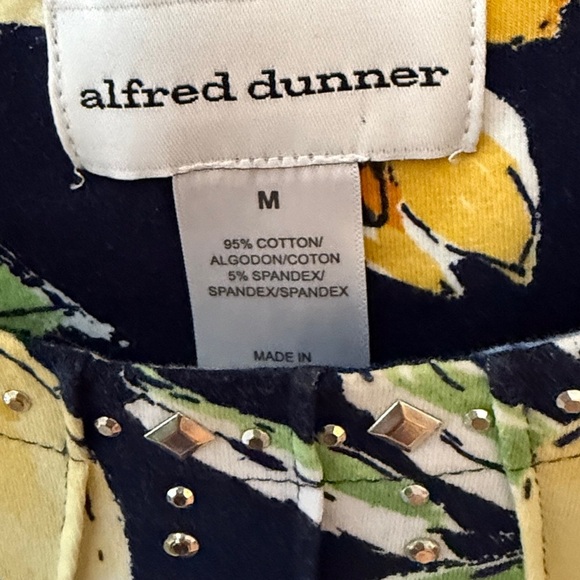 alfred dunner
M
95% COTTON/
ALGODON/COTON
5% SPANDEX/
SPANDEX/SPANDEX
MADE IN